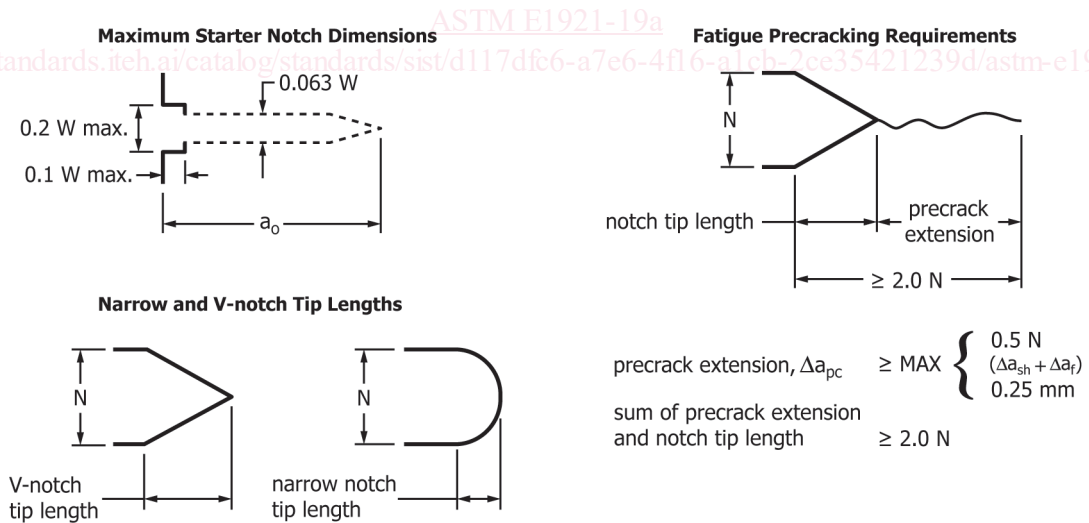 ASTM E1921-19a
standards.iteh.ai/catalog/standards/sist/d117dfc6-a7e6-4f16-a1cb-2ce35421239d/astm-e19
Maximum Starter Notch Dimensions
0.063 W
0.2 W max.
0.1 W max.
aₒ
Fatigue Precracking Requirements
N
notch tip length
precrack
extension
≥ 2.0 N
Narrow and V-notch Tip Lengths
N
V-notch
tip length
N
narrow notch
tip length
precrack extension, Δapc ≥ MAX { 0.5 N
(Δash + Δaf)
0.25 mm
sum of precrack extension
and notch tip length ≥ 2.0 N